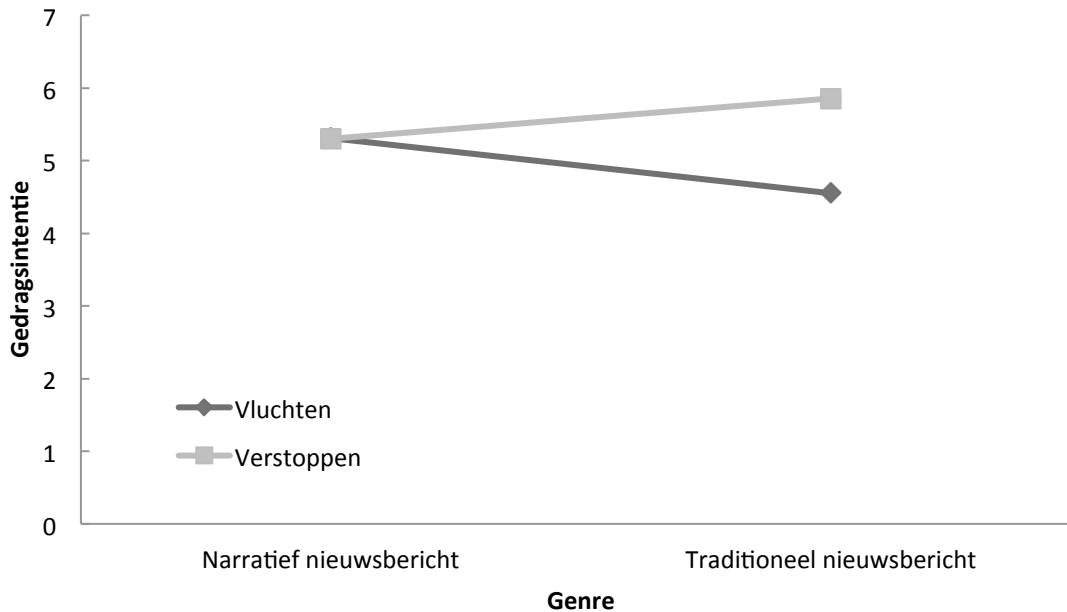 7
6
5
4
3
2
1
0
Gedragsintentie
Vluchten
Verstoppen
Narratief nieuwsbericht
Traditioneel nieuwsbericht
Genre